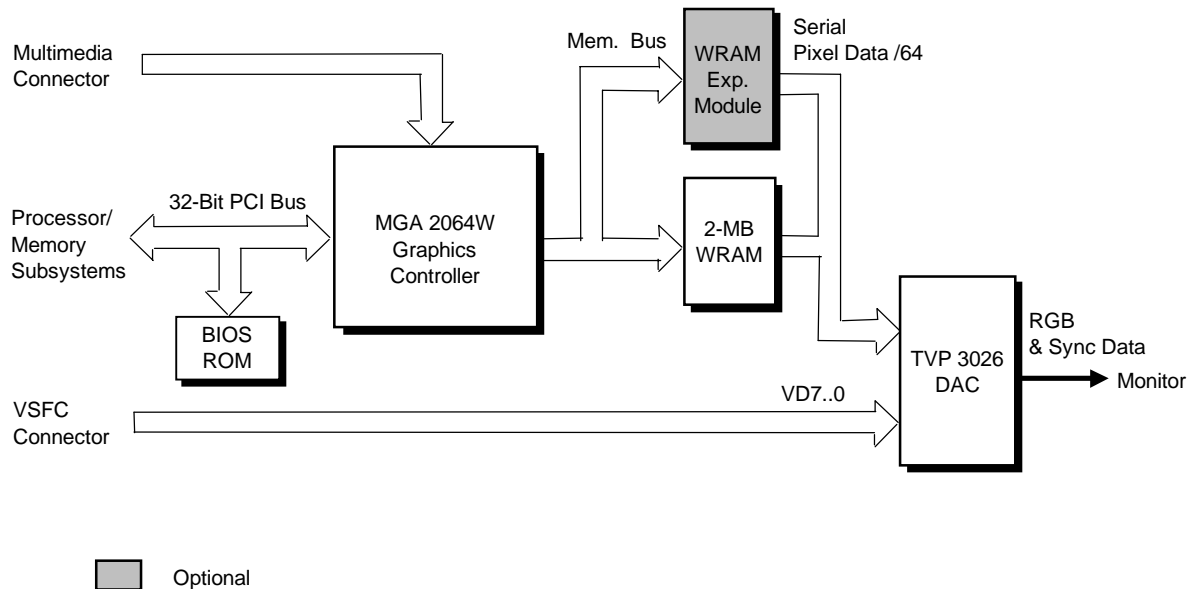 Multimedia
Connector
Mem. Bus
WRAM
Exp.
Module
Serial
Pixel Data /64
Processor/
Memory
Subsystems
32-Bit PCI Bus
MGA 2064W
Graphics
Controller
2-MB
WRAM
BIOS
ROM
TVP 3026
DAC
RGB
& Sync Data
Monitor
VSFC
Connector
VD7..0
Optional